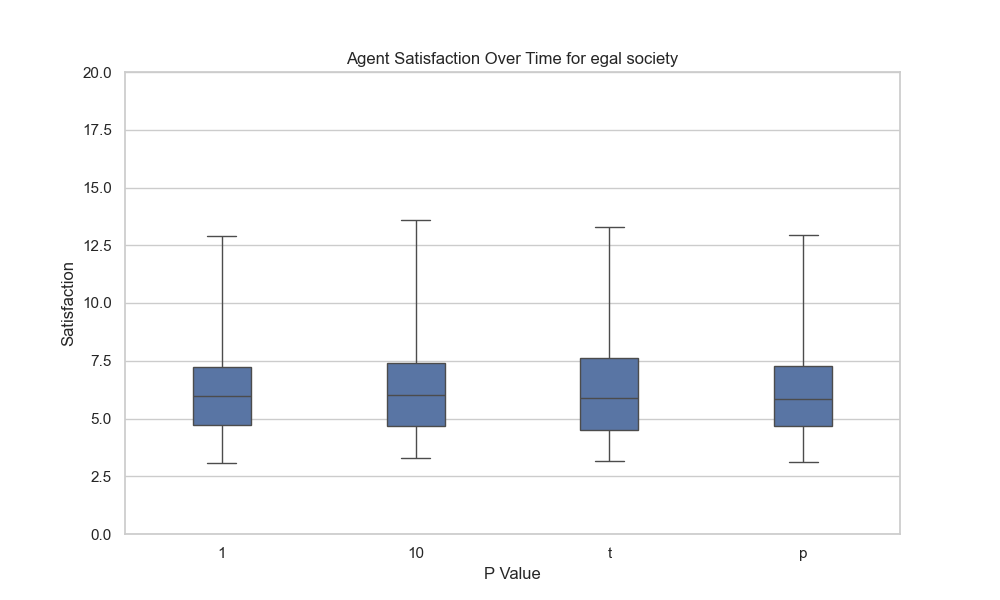 Agent Satisfaction Over Time for egal society
20.0
17.5
15.0
12.5
10.0
7.5
5.0
2.5
0.0
Satisfaction
1 10 t p
P Value